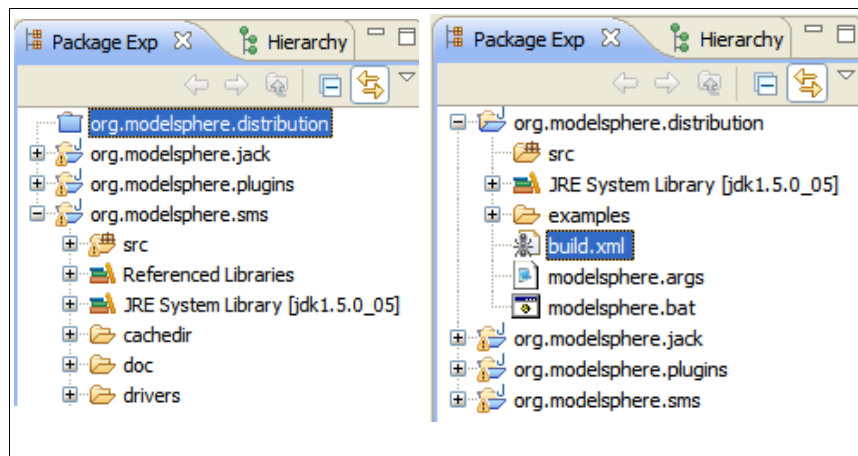 Package Exp
Hierarchy
org.modelsphere.distribution
org.modelsphere.jack
org.modelsphere.plugins
org.modelsphere.sms
src
Referenced Libraries
JRE System Library [jdk1.5.0_05]
cachedir
doc
drivers
Package Exp
Hierarchy
org.modelsphere.distribution
src
JRE System Library [jdk1.5.0_05]
examples
build.xml
modelsphere.args
modelsphere.bat
org.modelsphere.jack
org.modelsphere.plugins
org.modelsphere.sms